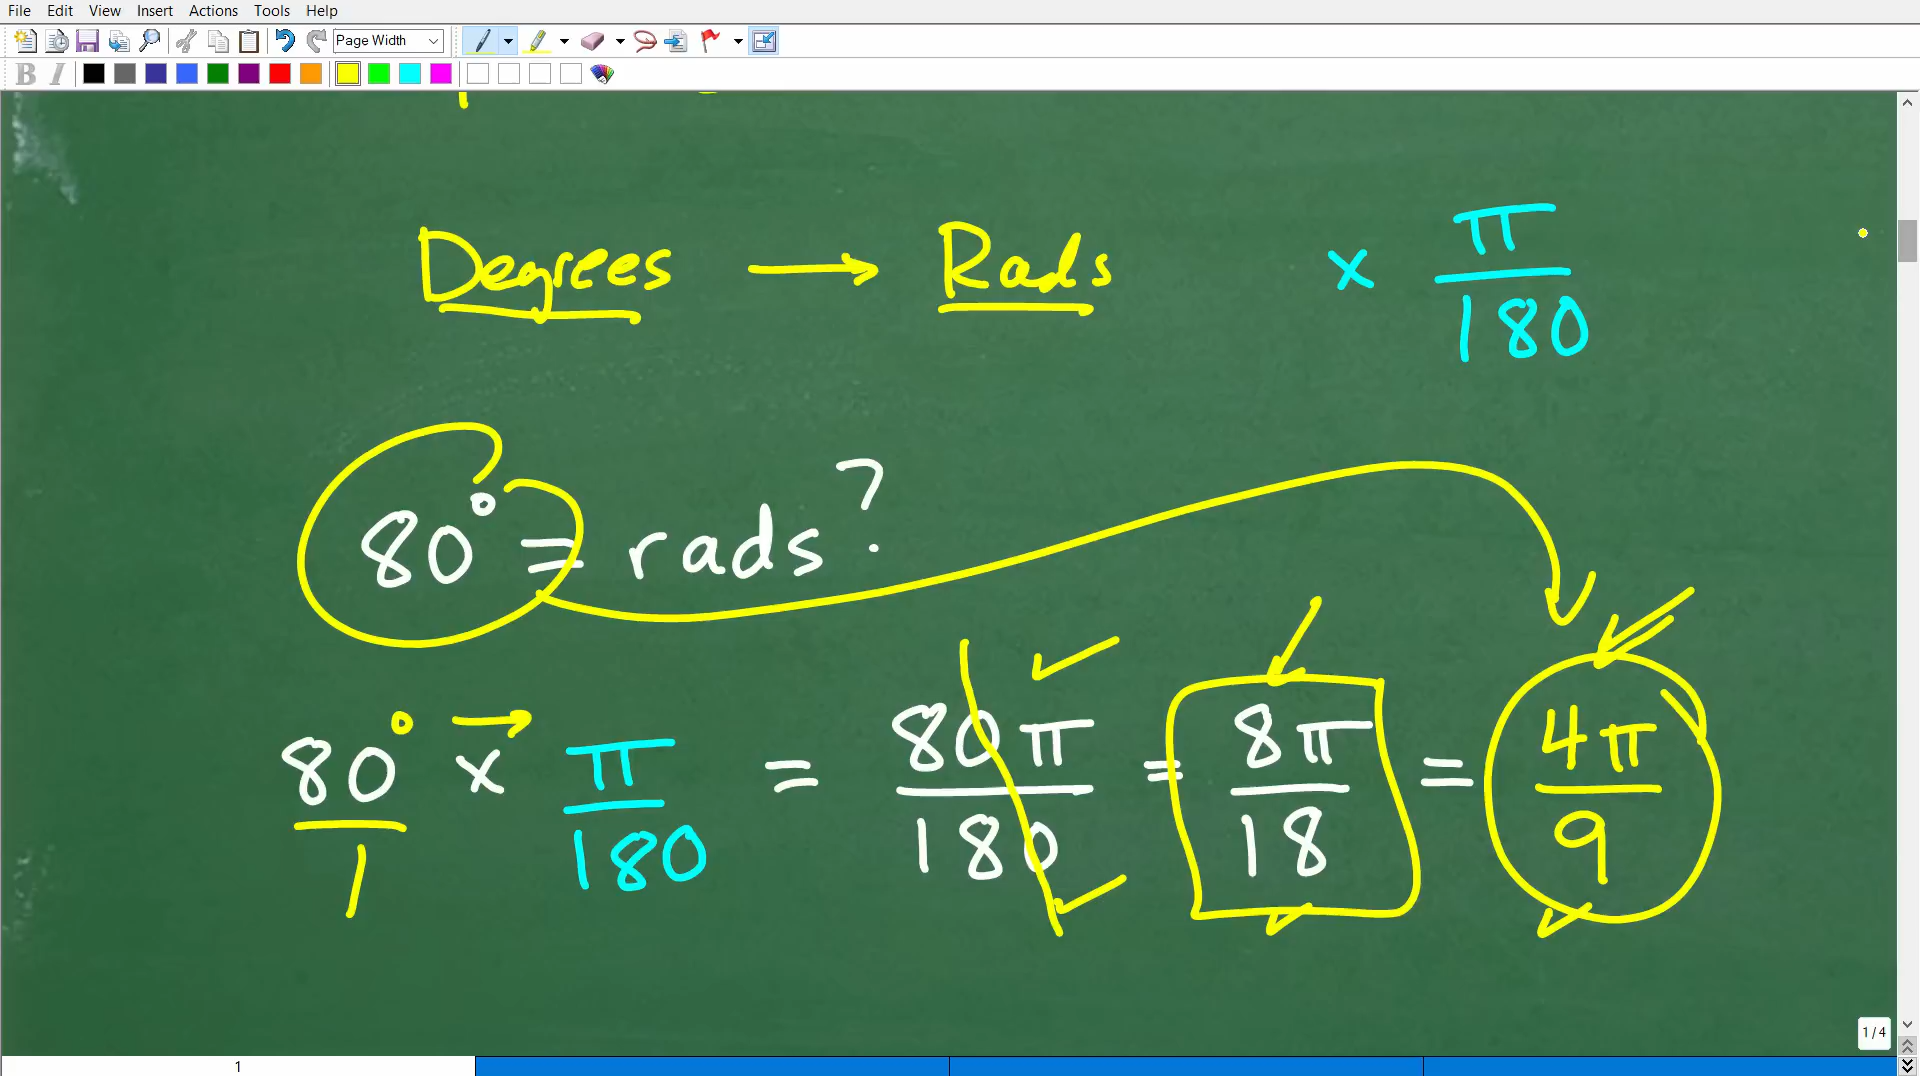 File Edit View Insert Actions Tools Help
Page Width
B I
Degrees → Rads × π/180
80° = rads?
80°/1 × π/180 = 80π/180 = 8π/18 = 4π/9
1 / 4
1